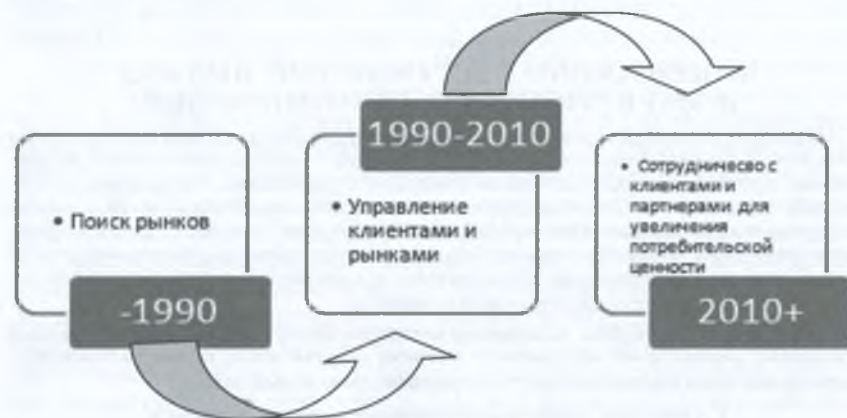 • Поиск рынков
-1990
1990-2010
• Управление
клиентами и
рынками
• Сотрудничесво с
клиентами и
партнерами для
увеличения
потребительской
ценности
2010+